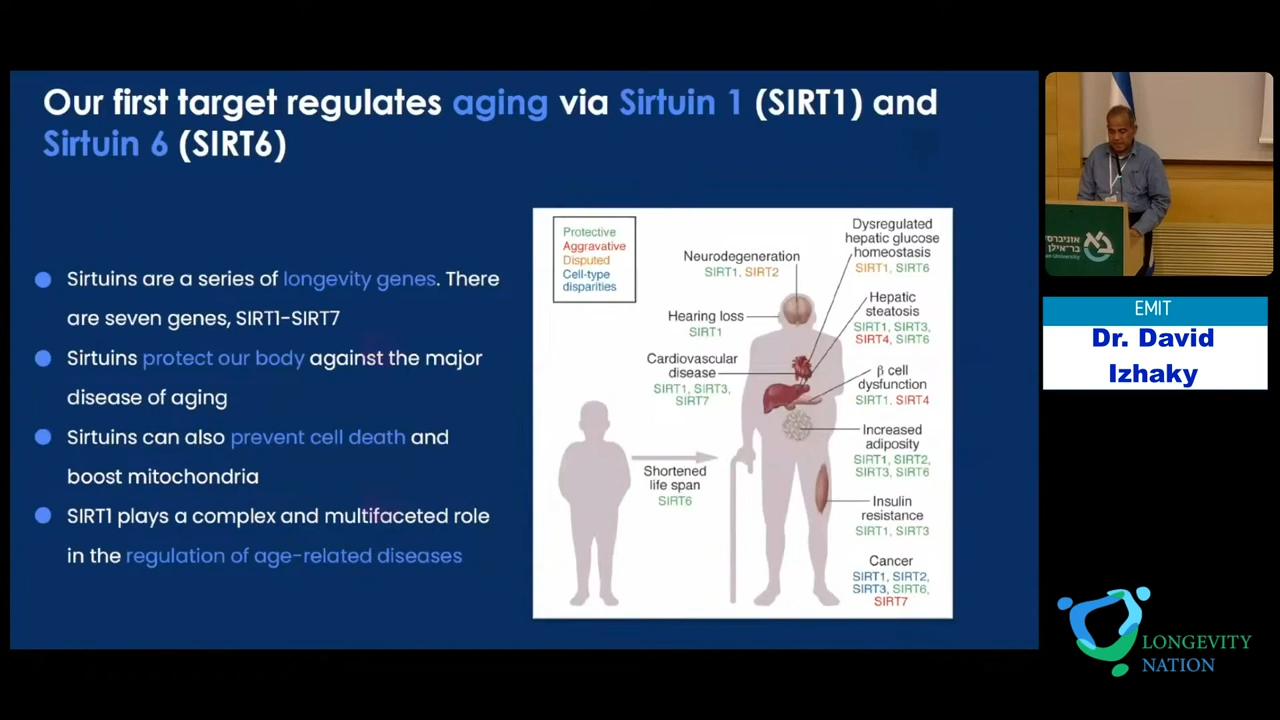 Our first target regulates aging via Sirtuin 1 (SIRT1) and
Sirtuin 6 (SIRT6)
Sirtuins are a series of longevity genes. There
are seven genes, SIRT1-SIRT7
Sirtuins protect our body against the major
disease of aging
Sirtuins can also prevent cell death and
boost mitochondria
SIRT1 plays a complex and multifaceted role
in the regulation of age-related diseases
Protective
Aggravative
Disputed
Cell-type
disparities
Neurodegeneration
SIRT1, SIRT2
Hearing loss
SIRT1
Cardiovascular
disease
SIRT1, SIRT3,
SIRT7
Shortened
life span
SIRT6
Dysregulated
hepatic glucose
homeostasis
SIRT1, SIRT6
Hepatic
steatosis
SIRT1, SIRT3,
SIRT4, SIRT6
β cell
dysfunction
SIRT1, SIRT4
Increased
adiposity
SIRT1, SIRT2,
SIRT3, SIRT6
Insulin
resistance
SIRT1, SIRT3
Cancer
SIRT1, SIRT2,
SIRT3, SIRT6,
SIRT7
בר-אילן
EMIT
Dr. David
Izhaky
LONGEVITY
NATION